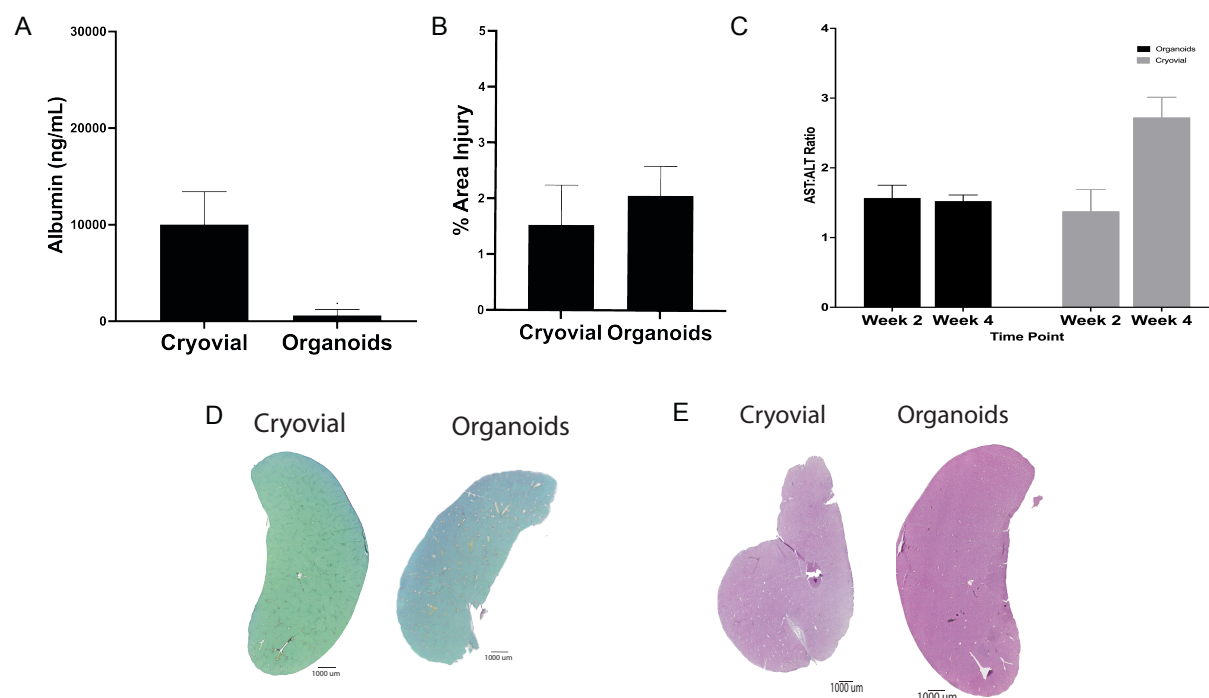 A
30000
20000
10000
0
Albumin (ng/mL)
Cryovial Organoids
B
5
4
3
2
1
0
% Area Injury
Cryovial Organoids
C
4
3
2
1
0
AST:ALT Ratio
Organoids
Cryovial
Week 2 Week 4 Week 2 Week 4
Time Point
D
Cryovial
Organoids
1000 um
1000 um
E
Cryovial
Organoids
1000 um
1000 um